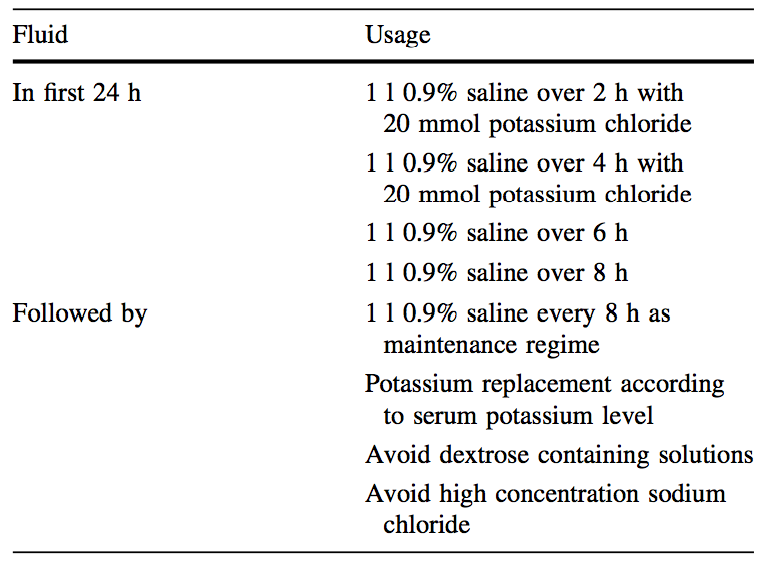 Fluid Usage
In first 24 h 1 l 0.9% saline over 2 h with
20 mmol potassium chloride
1 l 0.9% saline over 4 h with
20 mmol potassium chloride
1 l 0.9% saline over 6 h
1 l 0.9% saline over 8 h
Followed by 1 l 0.9% saline every 8 h as
maintenance regime
Potassium replacement according
to serum potassium level
Avoid dextrose containing solutions
Avoid high concentration sodium
chloride